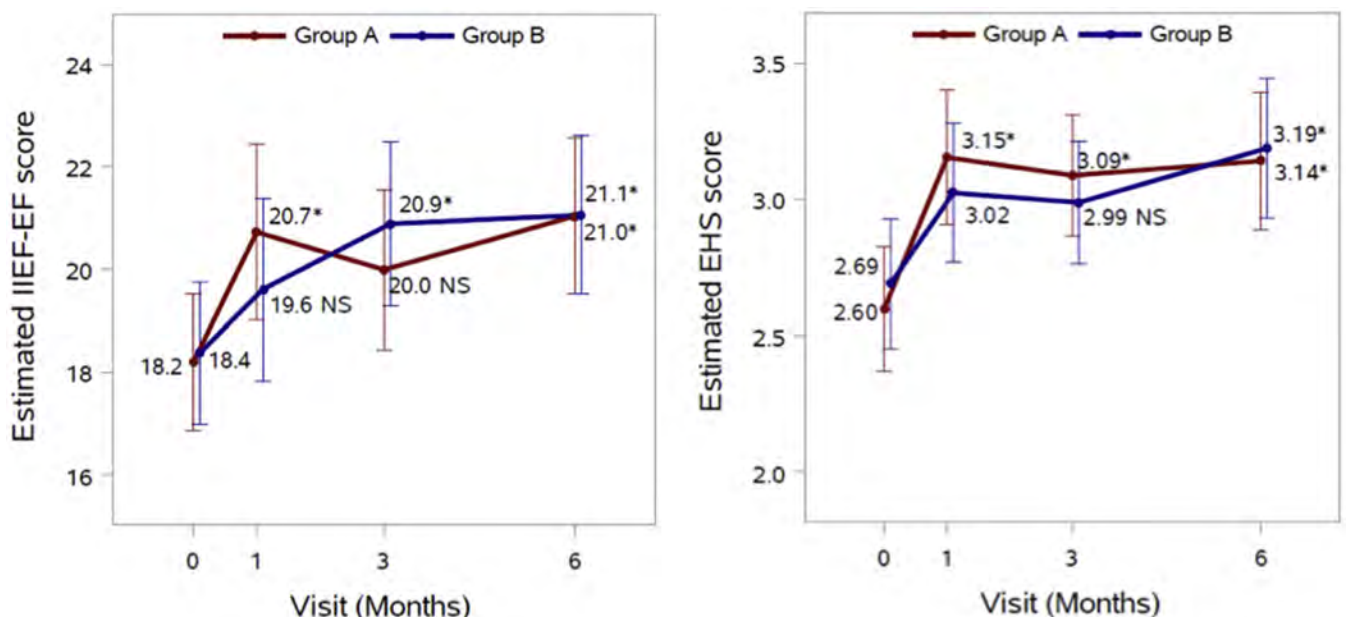 Group A Group B
Estimated IIEF-EF score
24
22
20
18
16
18.2
18.4
20.7*
19.6 NS
20.9*
20.0 NS
21.1*
21.0*
0 1 3 6
Visit (Months)
Group A Group B
Estimated EHS score
3.5
3.0
2.5
2.0
2.69
2.60
3.15*
3.02
3.09*
2.99 NS
3.19*
3.14*
0 1 3 6
Visit (Months)